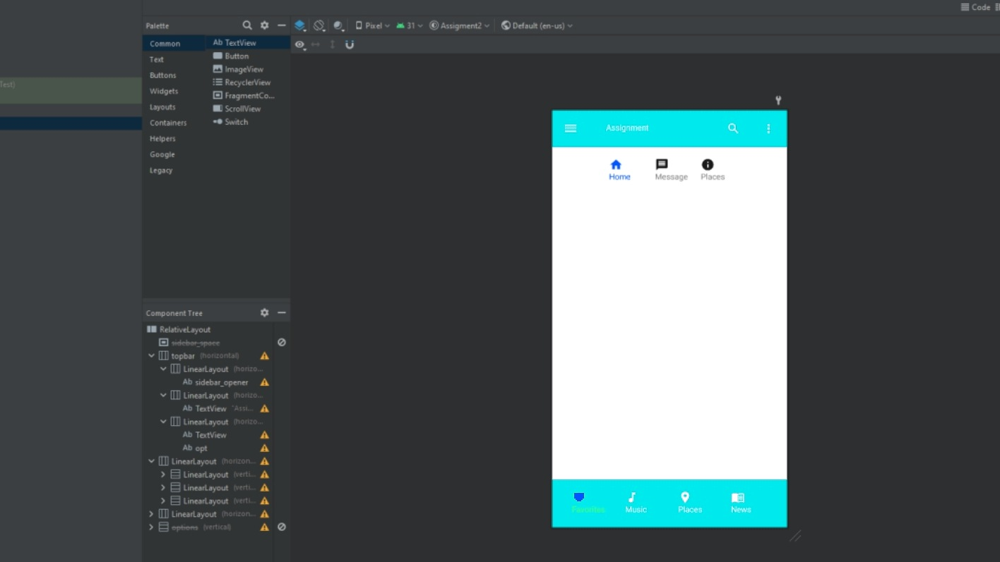 Code
Palette
Pixel 31 Assigment2 Default (en-us)
Common
Text
Buttons
Widgets
Layouts
Containers
Helpers
Google
Legacy
Ab TextView
Button
ImageView
RecyclerView
FragmentCo...
ScrollView
Switch
Test)
Component Tree
RelativeLayout
sidebar_space
topbar (horizontal)
LinearLayout (horizo...
Ab sidebar_opener
LinearLayout (horizo...
Ab TextView "Assi...
LinearLayout (horizo...
Ab TextView
Ab opt
LinearLayout (horizon...
LinearLayout (verti...
LinearLayout (verti...
LinearLayout (verti...
LinearLayout (horizon...
options (vertical)
Assignment
Home Message Places
Favorites Music Places News